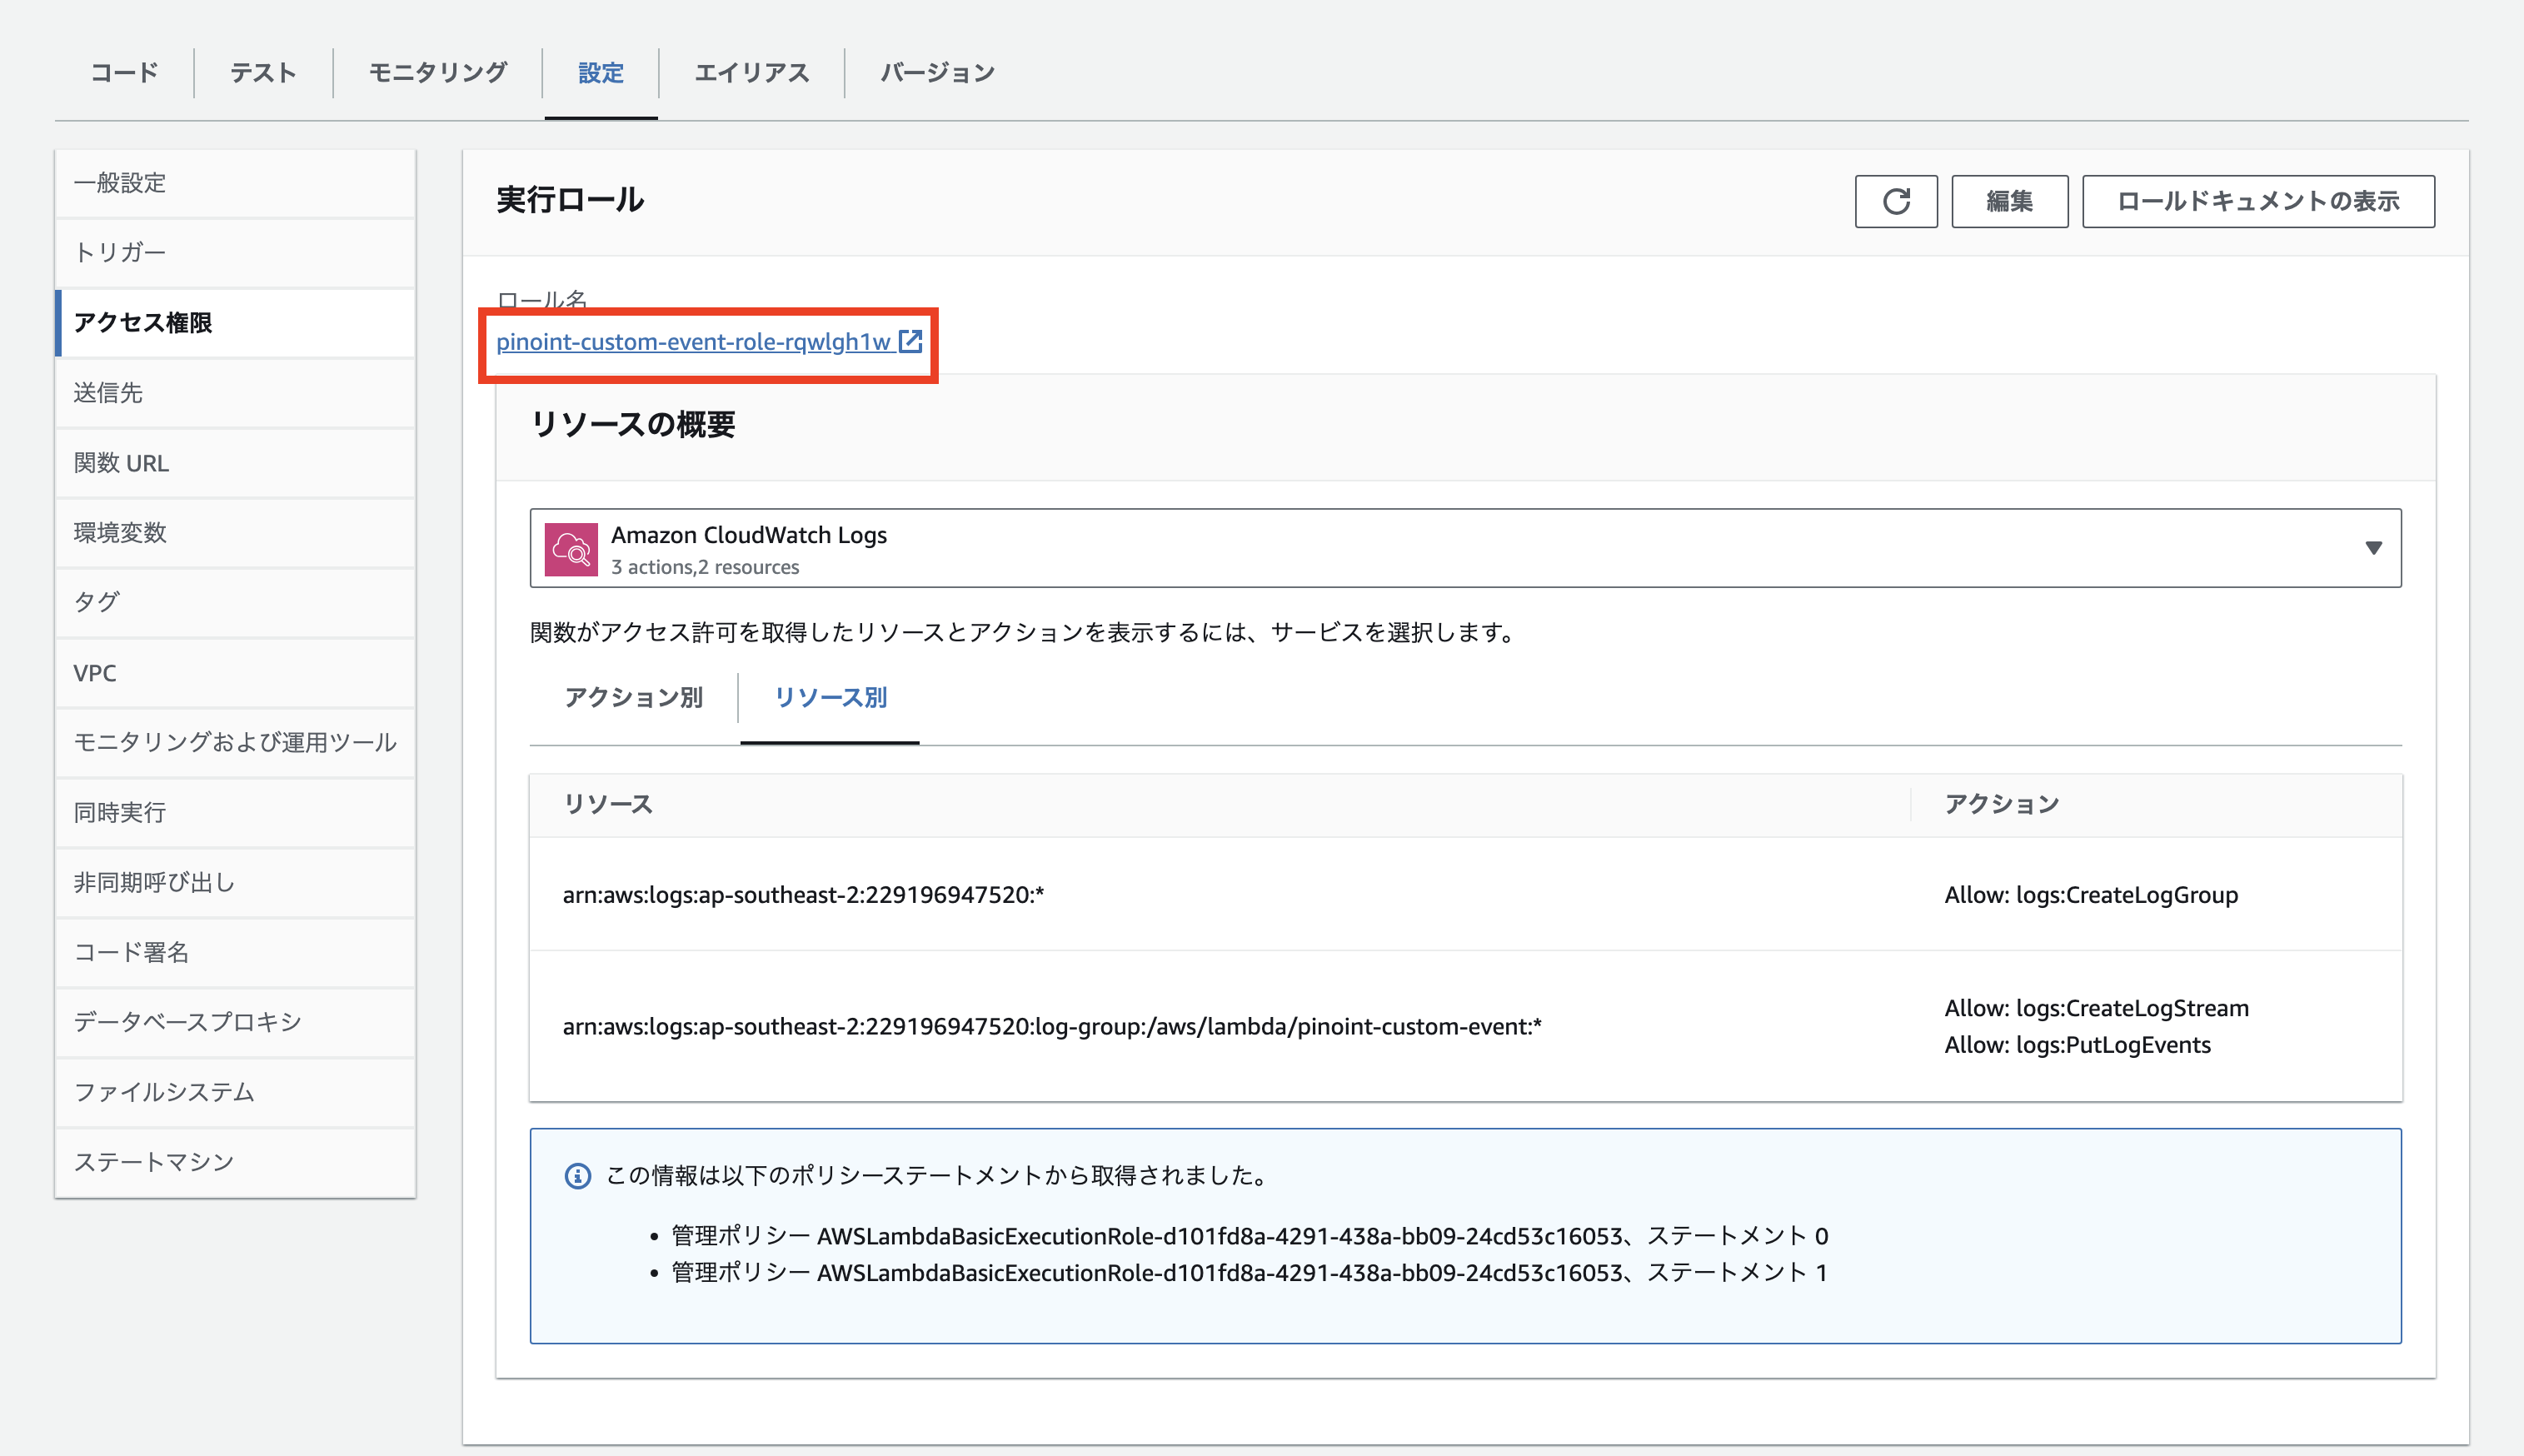 コード
テスト
モニタリング
設定
エイリアス
バージョン
一般設定
トリガー
アクセス権限
送信先
関数 URL
環境変数
タグ
VPC
モニタリングおよび運用ツール
同時実行
非同期呼び出し
コード署名
データベースプロキシ
ファイルシステム
ステートマシン
実行ロール
編集
ロールドキュメントの表示
ロール名
pinoint-custom-event-role-rqwlgh1w
リソースの概要
Amazon CloudWatch Logs
3 actions,2 resources
関数がアクセス許可を取得したリソースとアクションを表示するには、サービスを選択します。
アクション別
リソース別
リソース
アクション
arn:aws:logs:ap-southeast-2:229196947520:*
Allow: logs:CreateLogGroup
arn:aws:logs:ap-southeast-2:229196947520:log-group:/aws/lambda/pinoint-custom-event:*
Allow: logs:CreateLogStream
Allow: logs:PutLogEvents
この情報は以下のポリシーステートメントから取得されました。
• 管理ポリシー AWSLambdaBasicExecutionRole-d101fd8a-4291-438a-bb09-24cd53c16053、ステートメント 0
• 管理ポリシー AWSLambdaBasicExecutionRole-d101fd8a-4291-438a-bb09-24cd53c16053、ステートメント 1